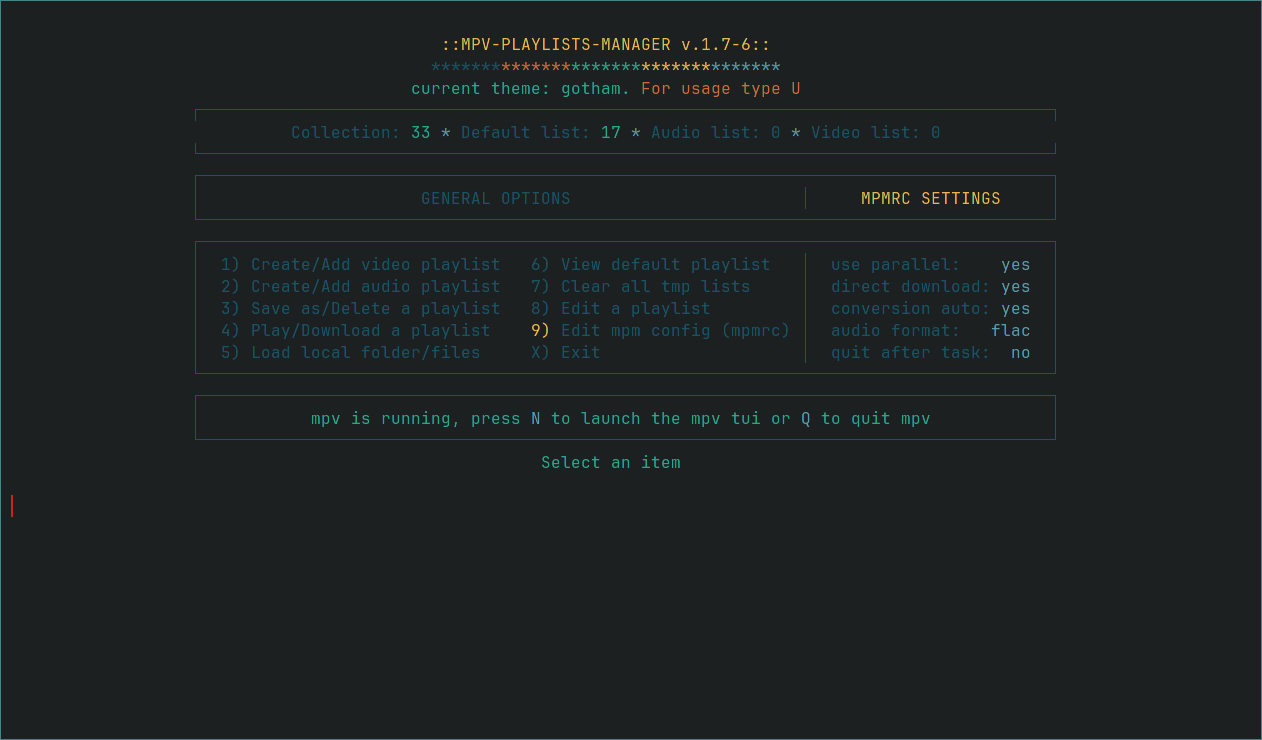 ::MPV-PLAYLISTS-MANAGER v.1.7-6::
***********************************
current theme: gotham. For usage type U
Collection: 33 * Default list: 17 * Audio list: 0 * Video list: 0
GENERAL OPTIONS MPMRC SETTINGS
1) Create/Add video playlist 6) View default playlist use parallel: yes
2) Create/Add audio playlist 7) Clear all tmp lists direct download: yes
3) Save as/Delete a playlist 8) Edit a playlist conversion auto: yes
4) Play/Download a playlist 9) Edit mpm config (mpmrc) audio format: flac
5) Load local folder/files X) Exit quit after task: no
mpv is running, press N to launch the mpv tui or Q to quit mpv
Select an item